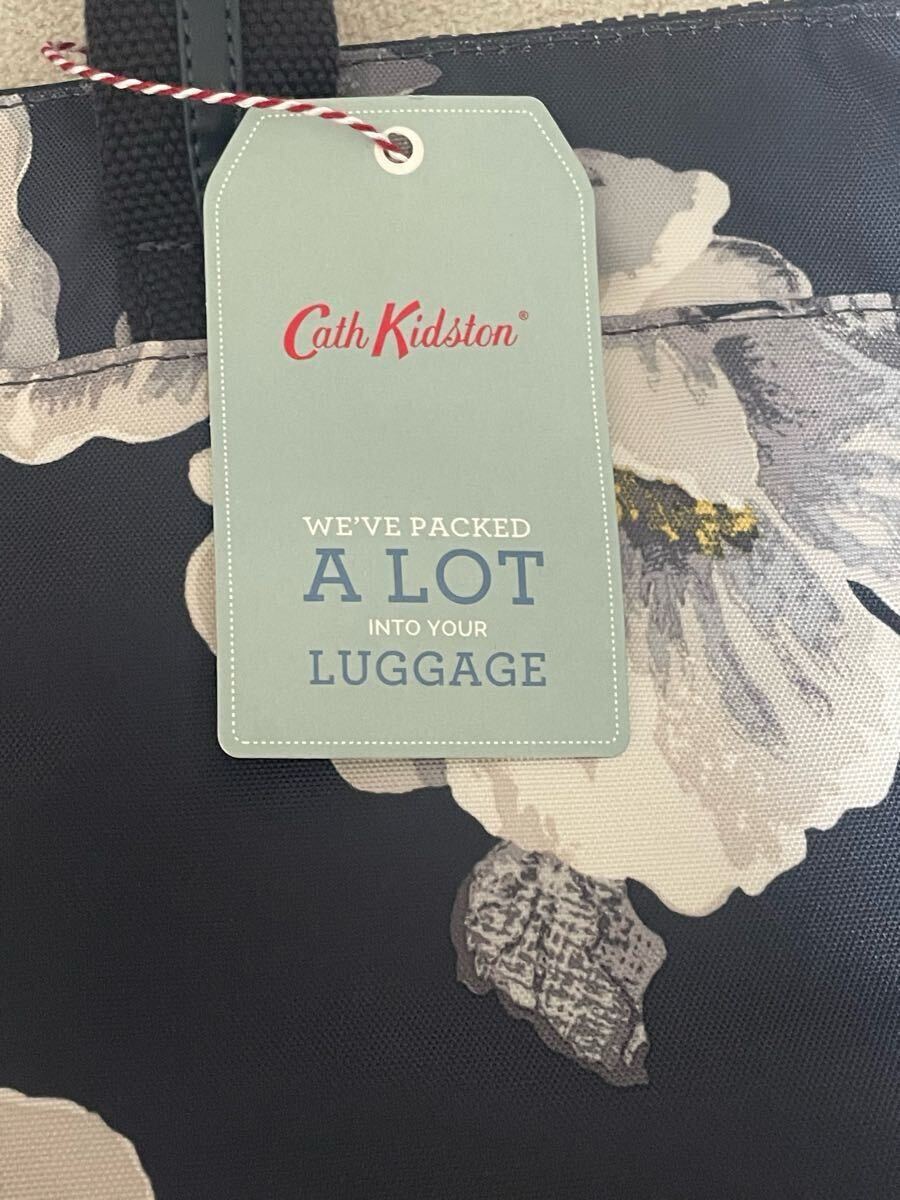 Cath Kidston®
WE'VE PACKED
A LOT
INTO YOUR
LUGGAGE